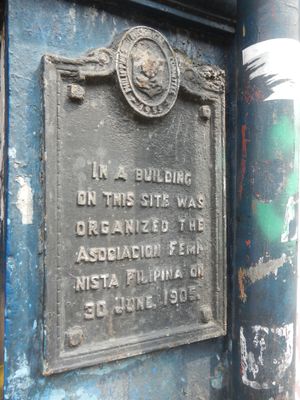 IN A BUILDING
ON THIS SITE WAS
ORGANIZED THE
ASOCIACION FEMI-
NISTA FILIPINA ON
30 JUNE, 1905.